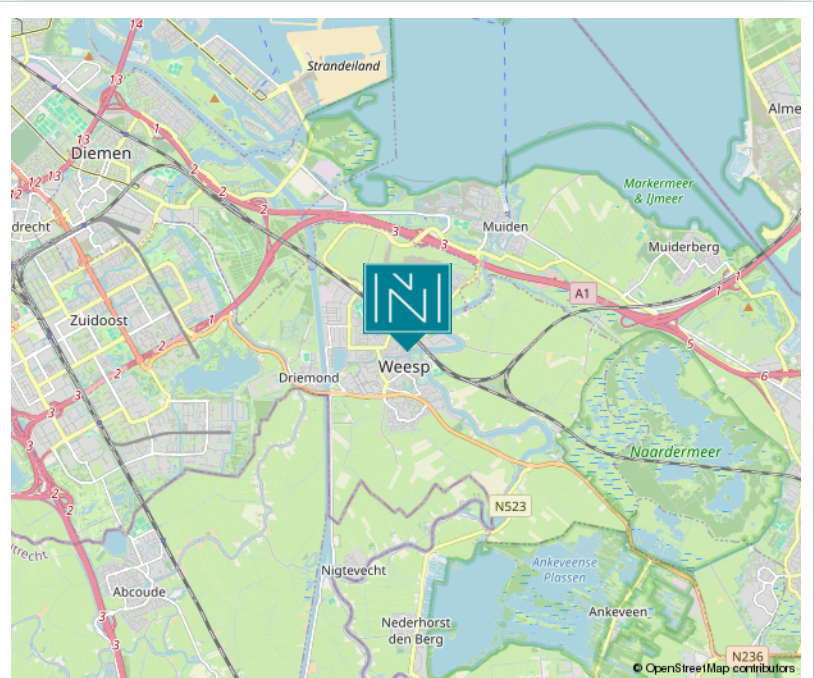 14
Strandeiland
13
Alme
13
1
Diemen
2
12 13
12
2
Markermeer
& IJmeer
2
drecht
3
Muiden
3
Muiderberg
1
1
A1
Zuidoost
1
5
2
Weesp
Driemond
6
3
3
Naardermeer
3
2
2
N523
trecht
Ankeveense
Plassen
Nigtevecht
Abcoude
Ankeveen
3
Nederhorst
den Berg
3
N236
© OpenStreetMap contributors